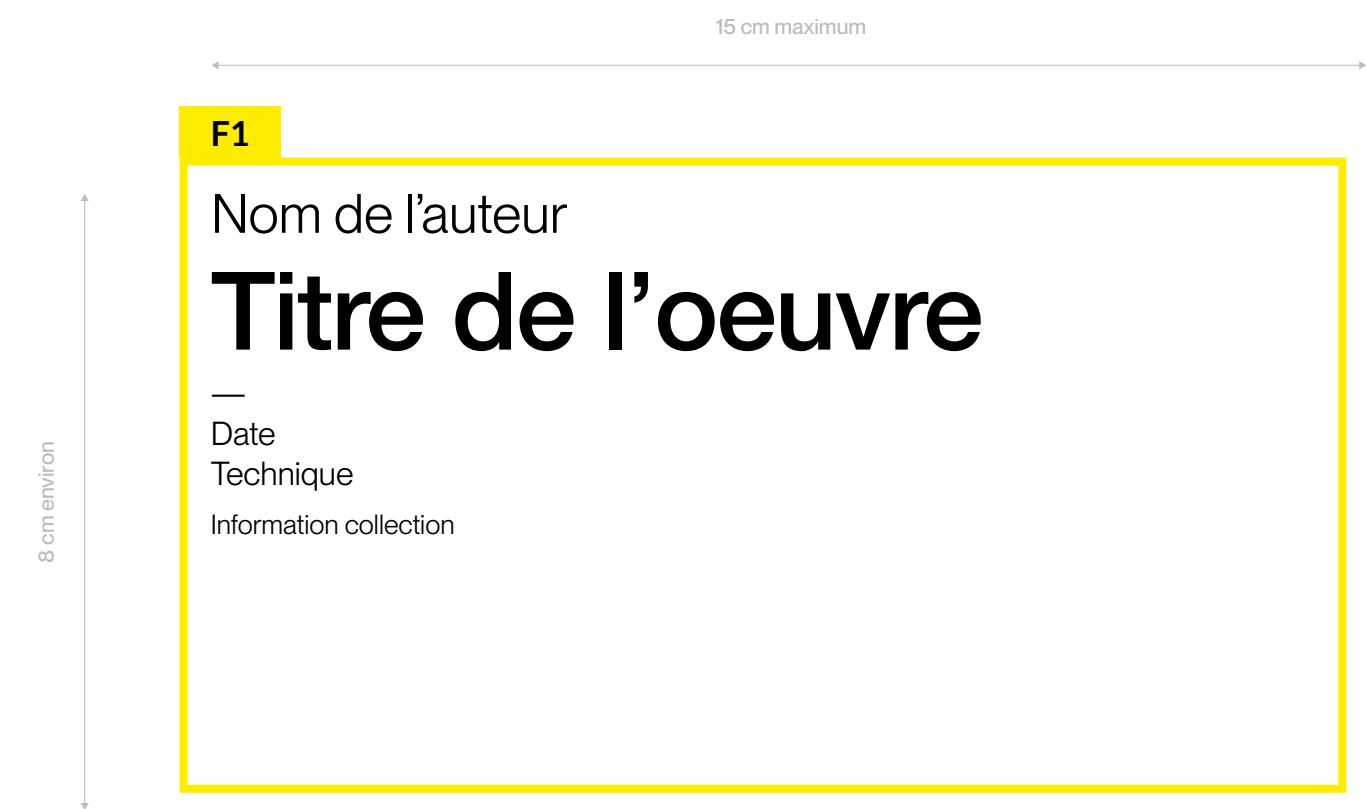 15 cm maximum
F1
Nom de l’auteur
Titre de l’oeuvre
—
Date
Technique
Information collection
8 cm environ